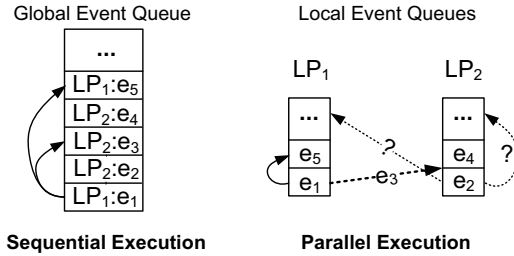 Global Event Queue
...
LP₁:e₅
LP₂:e₄
LP₂:e₃
LP₂:e₂
LP₁:e₁
Sequential Execution
Local Event Queues
LP₁
...
e₅
e₁
?
e₃
LP₂
...
e₄
e₂
?
Parallel Execution